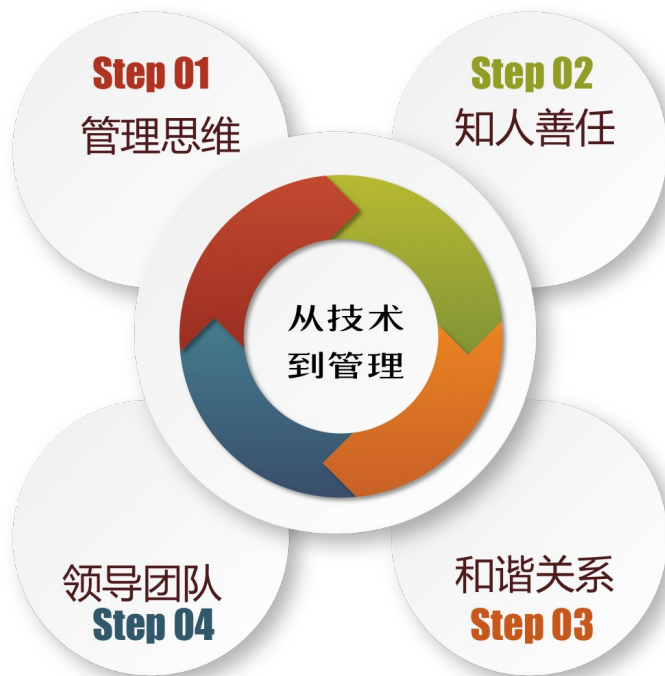 Step 01
管理思维
Step 02
知人善任
从技术
到管理
领导团队
Step 04
和谐关系
Step 03